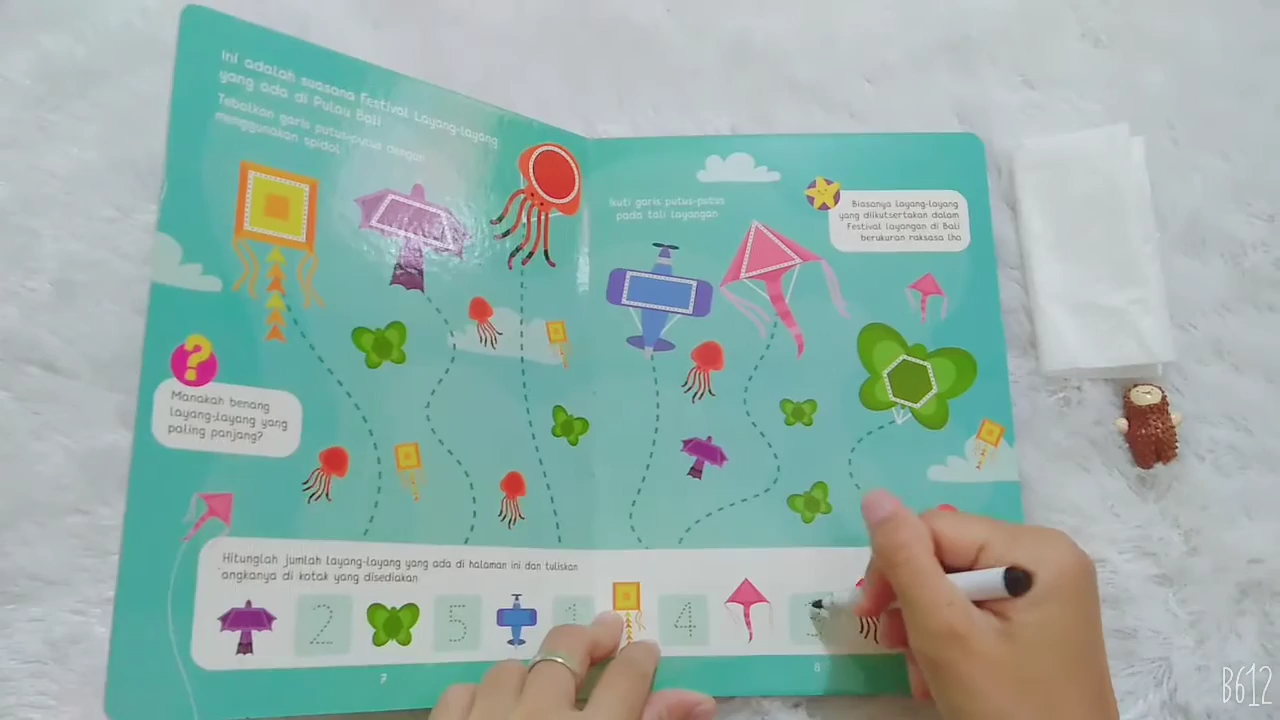 Ini adalah suasana Festival Layang-layang
yang ada di Pulau Bali
Tebalkan garis putus-putus dengan
menggunakan spidol
?
Manakah benang
layang-layang yang
paling panjang?
Ikuti garis putus-putus
pada tali layangan
Biasanya layang-layang
yang diikutsertakan dalam
festival layangan di Bali
berukuran raksasa lho
Hitunglah jumlah layang-layang yang ada di halaman ini dan tuliskan
angkanya di kotak yang disediakan
2 5 1 4
7
8
B612